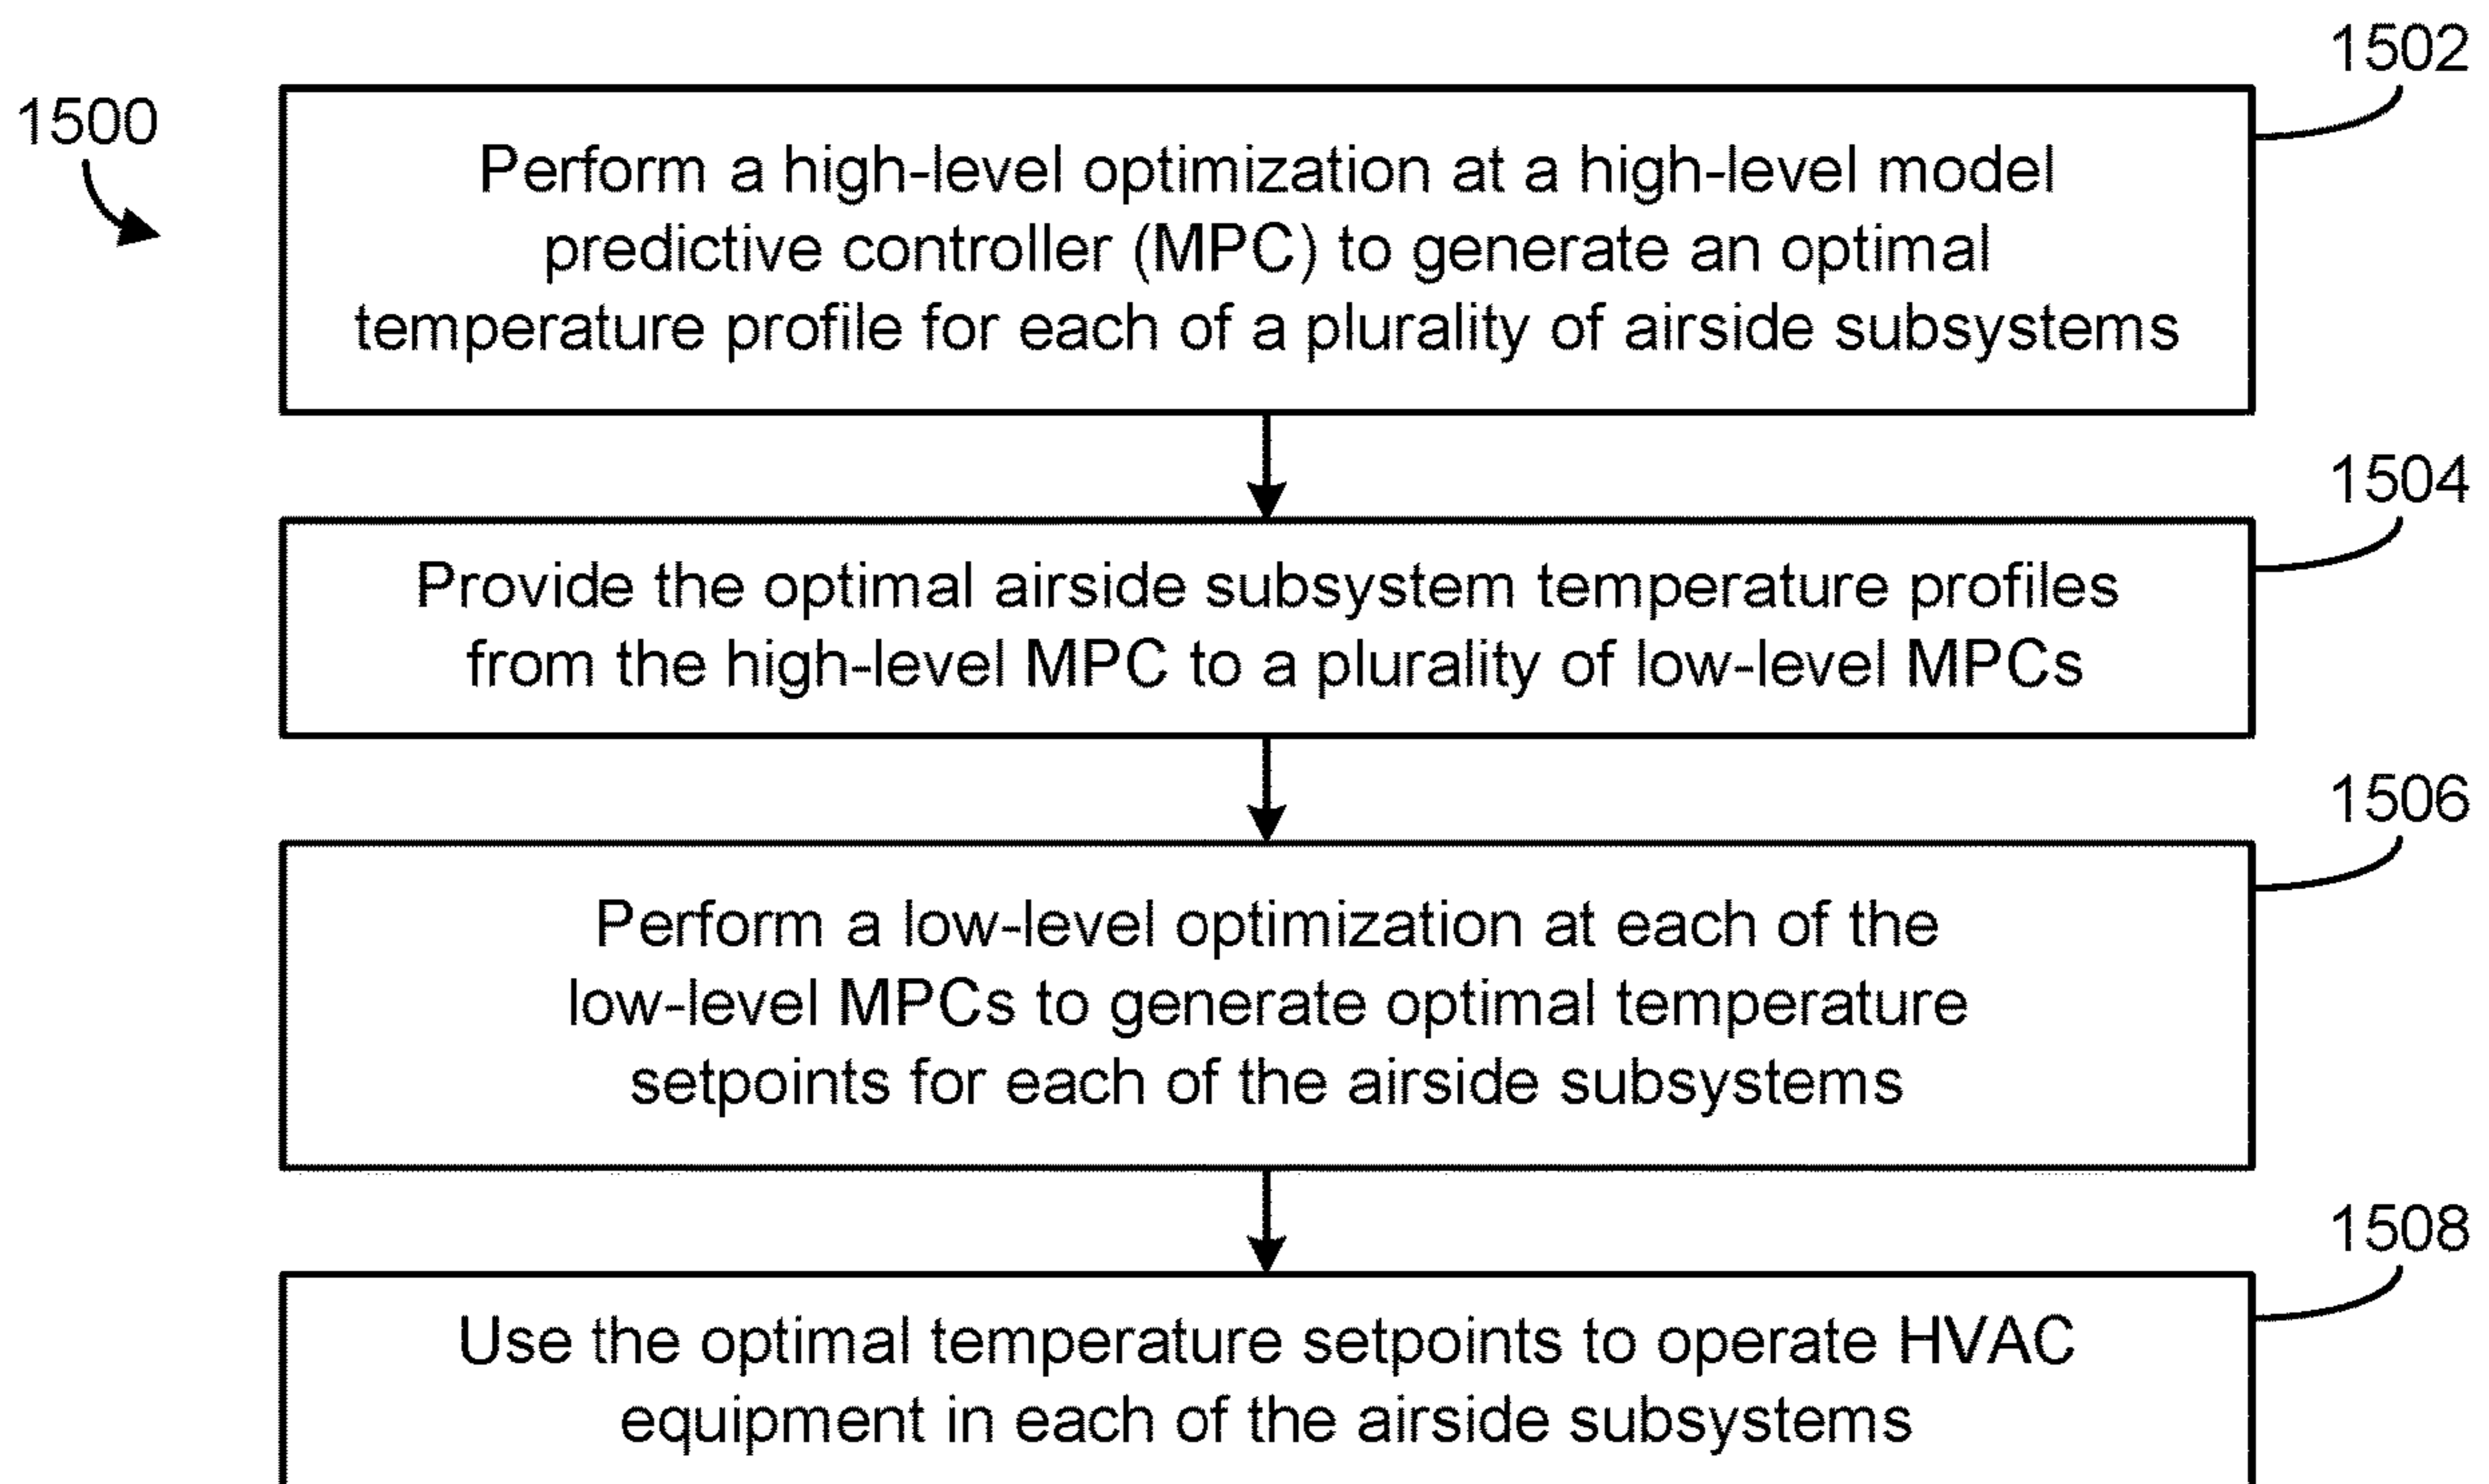 1500
1502
Perform a high-level optimization at a high-level model
predictive controller (MPC) to generate an optimal
temperature profile for each of a plurality of airside subsystems
1504
Provide the optimal airside subsystem temperature profiles
from the high-level MPC to a plurality of low-level MPCs
1506
Perform a low-level optimization at each of the
low-level MPCs to generate optimal temperature
setpoints for each of the airside subsystems
1508
Use the optimal temperature setpoints to operate HVAC
equipment in each of the airside subsystems